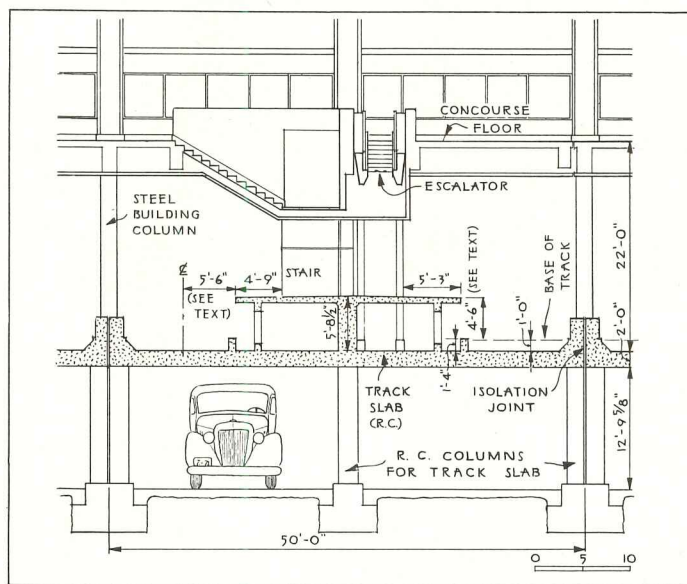 CONCOURSE
FLOOR
ESCALATOR
STEEL
BUILDING
COLUMN
22'-0"
℄
5'-6"
(SEE
TEXT)
4'-9"
STAIR
5'-3"
4'-6"
(SEE TEXT)
BASE OF
TRACK
5'-8½"
1'-4"
1'-0"
2'-0"
TRACK
SLAB
(R.C.)
ISOLATION
JOINT
12'-9 5/8"
R. C. COLUMNS
FOR TRACK SLAB
50'-0"
0 5 10